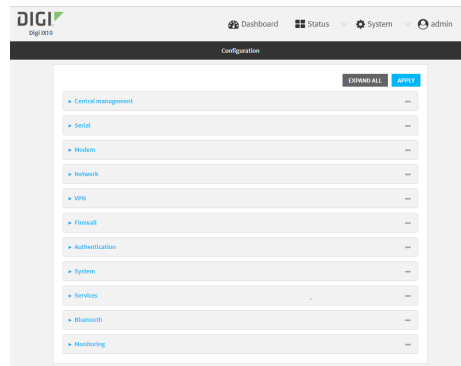 DIGI
Digi IX10
Dashboard Status System admin
Configuration
EXPAND ALL APPLY
Central management
Serial
Modem
Network
VPN
Firewall
Authentication
System
Services
Bluetooth
Monitoring